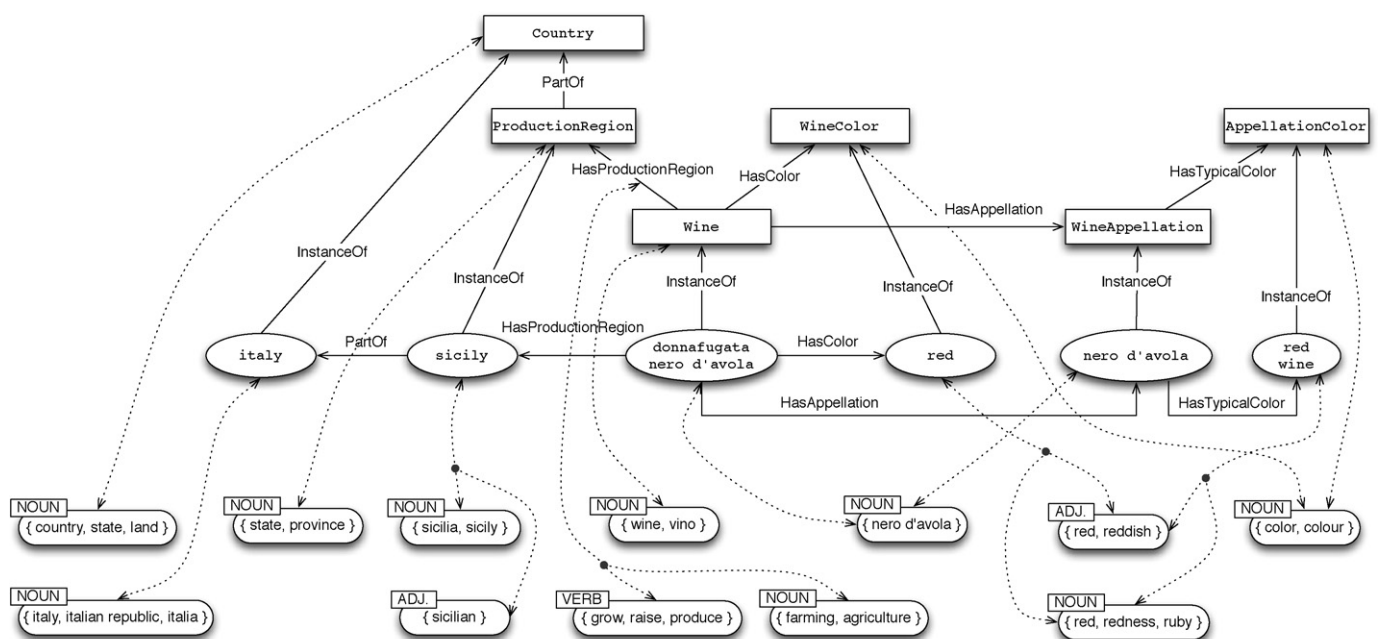 Country
PartOf
ProductionRegion
WineColor
AppellationColor
HasProductionRegion
HasColor
HasTypicalColor
HasAppellation
Wine
WineAppellation
InstanceOf
InstanceOf
InstanceOf
InstanceOf
InstanceOf
InstanceOf
HasProductionRegion
PartOf
HasColor
italy
sicily
donnafugata
nero d'avola
red
nero d'avola
red
wine
HasAppellation
HasTypicalColor
NOUN
{ country, state, land }
NOUN
{ state, province }
NOUN
{ sicilia, sicily }
NOUN
{ wine, vino }
NOUN
{ nero d'avola }
ADJ.
{ red, reddish }
NOUN
{ color, colour }
NOUN
{ italy, italian republic, italia }
ADJ.
{ sicilian }
VERB
{ grow, raise, produce }
NOUN
{ farming, agriculture }
NOUN
{ red, redness, ruby }